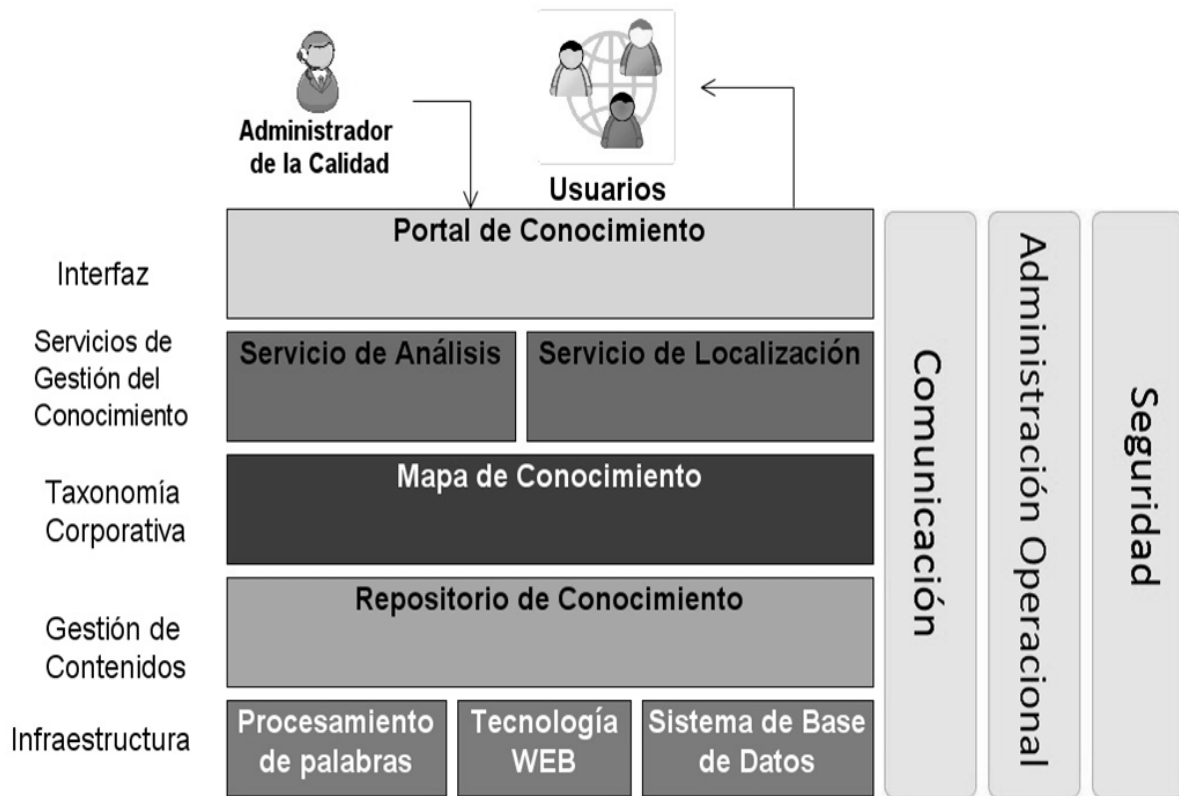 Administrador
de la Calidad
Usuarios
Portal de Conocimiento
Interfaz
Servicios de
Gestión del
Conocimiento
Servicio de Análisis
Servicio de Localización
Taxonomía
Corporativa
Mapa de Conocimiento
Gestión de
Contenidos
Repositorio de Conocimiento
Infraestructura
Procesamiento
de palabras
Tecnología
WEB
Sistema de Base
de Datos
Comunicación
Administración Operacional
Seguridad